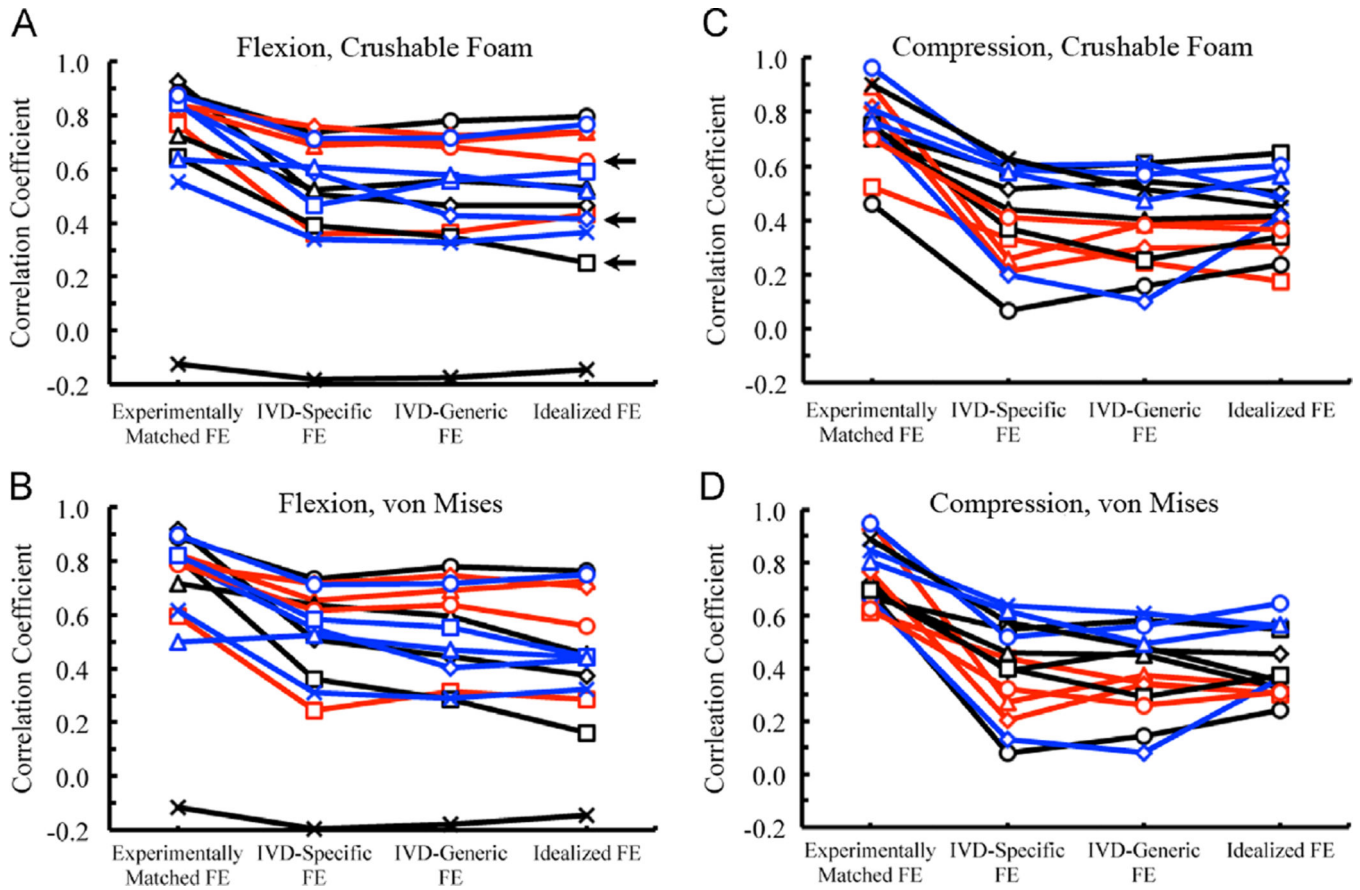 A
Flexion, Crushable Foam
Correlation Coefficient
1.0
0.8
0.6
0.4
0.2
0.0
-0.2
Experimentally
Matched FE
IVD-Specific
FE
IVD-Generic
FE
Idealized FE
C
Compression, Crushable Foam
Correlation Coefficient
1.0
0.8
0.6
0.4
0.2
0.0
-0.2
Experimentally
Matched FE
IVD-Specific
FE
IVD-Generic
FE
Idealized FE
B
Flexion, von Mises
Correlation Coefficient
1.0
0.8
0.6
0.4
0.2
0.0
-0.2
Experimentally
Matched FE
IVD-Specific
FE
IVD-Generic
FE
Idealized FE
D
Compression, von Mises
Corrleation Coefficient
1.0
0.8
0.6
0.4
0.2
0.0
-0.2
Experimentally
Matched FE
IVD-Specific
FE
IVD-Generic
FE
Idealized FE